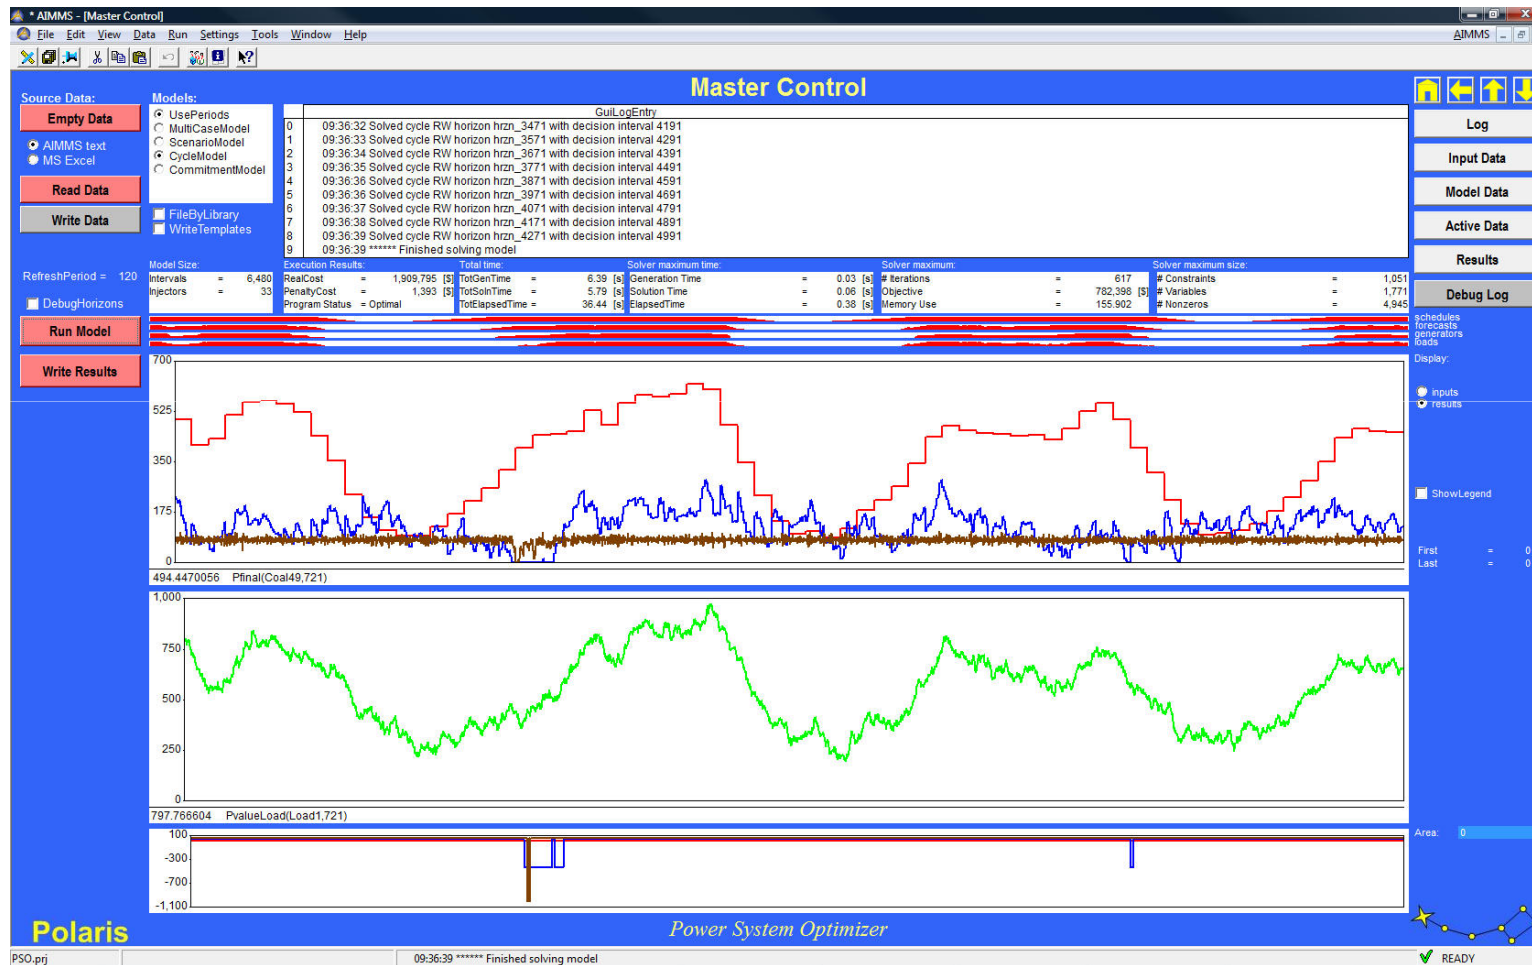 * AIMMS - [Master Control]
File Edit View Data Run Settings Tools Window Help
AIMMS
Master Control
Source Data:
Empty Data
AIMMS text
MS Excel
Read Data
Write Data
RefreshPeriod = 120
DebugHorizons
Run Model
Write Results
Models:
UsePeriods
MultiCaseModel
ScenarioModel
CycleModel
CommitmentModel
FileByLibrary
WriteTemplates
GuiLogEntry
0 09:36:32 Solved cycle RW horizon hrzn_3471 with decision interval 4191
1 09:36:33 Solved cycle RW horizon hrzn_3571 with decision interval 4291
2 09:36:34 Solved cycle RW horizon hrzn_3671 with decision interval 4391
3 09:36:35 Solved cycle RW horizon hrzn_3771 with decision interval 4491
4 09:36:36 Solved cycle RW horizon hrzn_3871 with decision interval 4591
5 09:36:36 Solved cycle RW horizon hrzn_3971 with decision interval 4691
6 09:36:37 Solved cycle RW horizon hrzn_4071 with decision interval 4791
7 09:36:38 Solved cycle RW horizon hrzn_4171 with decision interval 4891
8 09:36:39 Solved cycle RW horizon hrzn_4271 with decision interval 4991
9 09:36:39 ****** Finished solving model
Model Size: Execution Results: Total time: Solver maximum time: Solver maximum: Solver maximum size:
Intervals = 6,480 RealCost = 1,909,795 [$] TotGenTime = 6.39 [s] Generation Time = 0.03 [s] # Iterations = 617 # Constraints = 1,051
Injectors = 33 PenaltyCost = 1,393 [$] TotSolnTime = 5.79 [s] Solution Time = 0.06 [s] Objective = 782,398 [$] # Variables = 1,771
Program Status = Optimal TotElapsedTime = 36.44 [s] ElapsedTime = 0.38 [s] Memory Use = 155.902 # Nonzeros = 4,945
Log
Input Data
Model Data
Active Data
Results
Debug Log
schedules
forecasts
generators
loads
Display:
inputs
results
ShowLegend
First = 0
Last = 0
Area: 0
700
525
350
175
0
494.4470056 Pfinal(Coal49,721)
1,000
750
500
250
0
797.766604 PvalueLoad(Load1,721)
100
-300
-700
-1,100
Polaris
Power System Optimizer
PSO.prj
09:36:39 ****** Finished solving model
READY